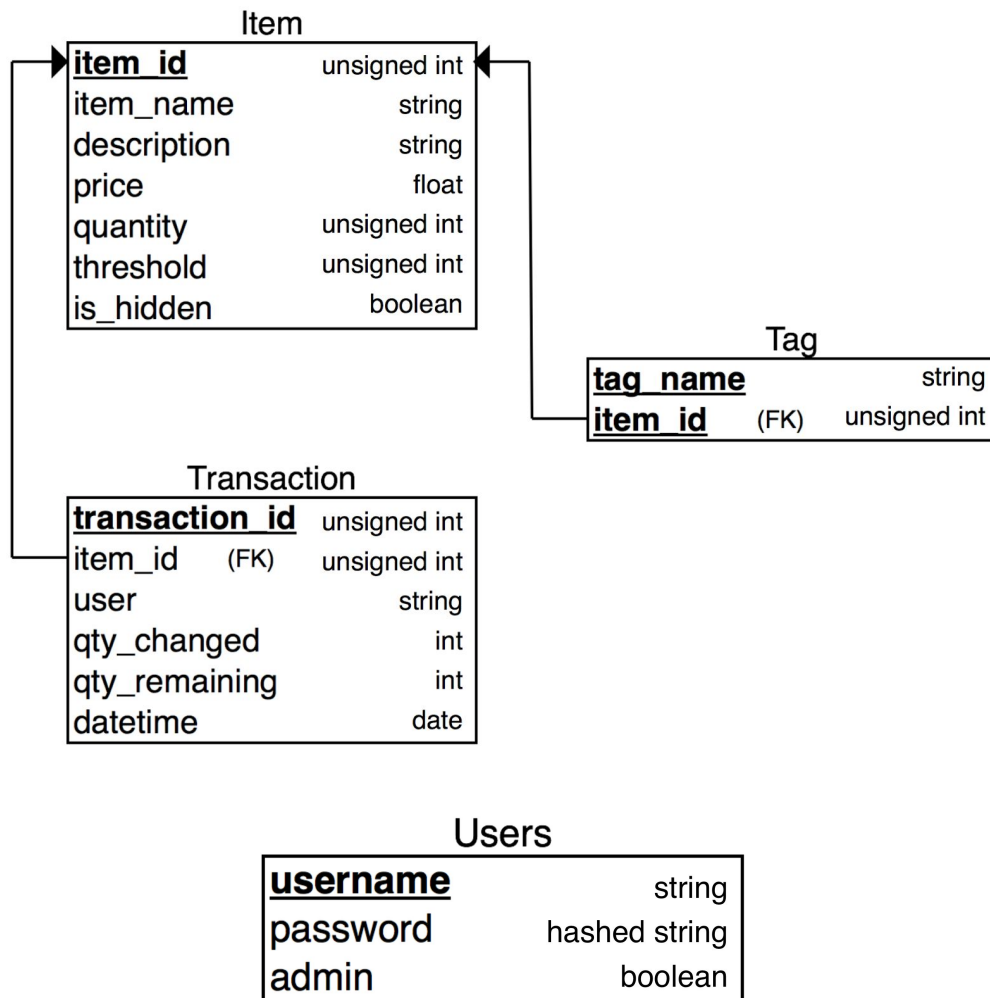 Item
item_id unsigned int
item_name string
description string
price float
quantity unsigned int
threshold unsigned int
is_hidden boolean
Tag
tag_name string
item_id (FK) unsigned int
Transaction
transaction_id unsigned int
item_id (FK) unsigned int
user string
qty_changed int
qty_remaining int
datetime date
Users
username string
password hashed string
admin boolean